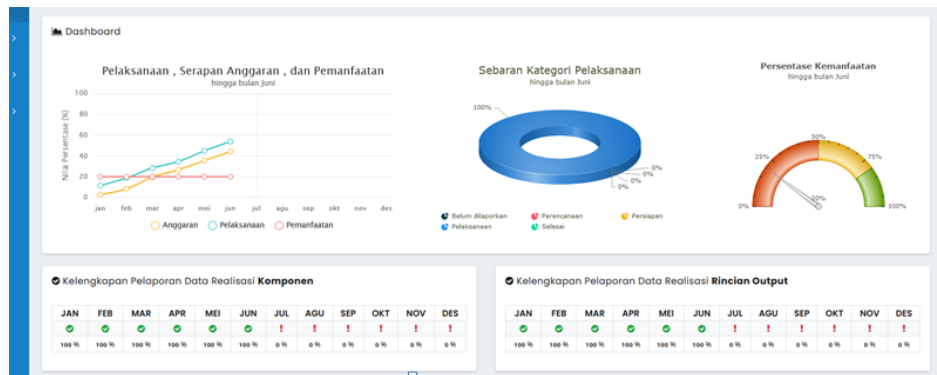 Dashboard
Pelaksanaan , Serapan Anggaran , dan Pemanfaatan
hingga bulan Juni
Nilai Persentase (%)
100
80
60
40
20
0
jan feb mar apr mei jun jul agu sep okt nov des
Anggaran Pelaksanaan Pemanfaatan
Sebaran Kategori Pelaksanaan
hingga bulan Juni
100%
0%
0%
0%
0%
Belum dilaporkan Perencanaan Persiapan
Pelaksanaan Selesai
Persentase Kemanfaatan
hingga bulan Juni
50%
25% 75%
20%
0% 100%
Kelengkapan Pelaporan Data Realisasi Komponen
JAN FEB MAR APR MEI JUN JUL AGU SEP OKT NOV DES
! ! ! ! ! !
100 % 100 % 100 % 100 % 100 % 100 % 0 % 0 % 0 % 0 % 0 % 0 %
Kelengkapan Pelaporan Data Realisasi Rincian Output
JAN FEB MAR APR MEI JUN JUL AGU SEP OKT NOV DES
! ! ! ! ! !
100 % 100 % 100 % 100 % 100 % 100 % 0 % 0 % 0 % 0 % 0 % 0 %